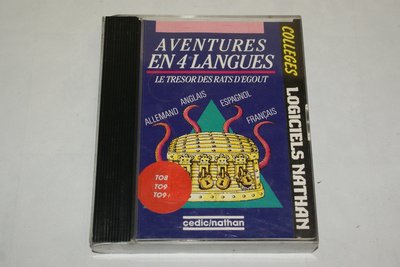 AVENTURES
EN 4 LANGUES
LE TRESOR DES RATS D'EGOUT
ALLEMAND
ANGLAIS
ESPAGNOL
FRANÇAIS
TO8
TO9
TO9+
cedic/nathan
COLLEGES
LOGICIELS NATHAN